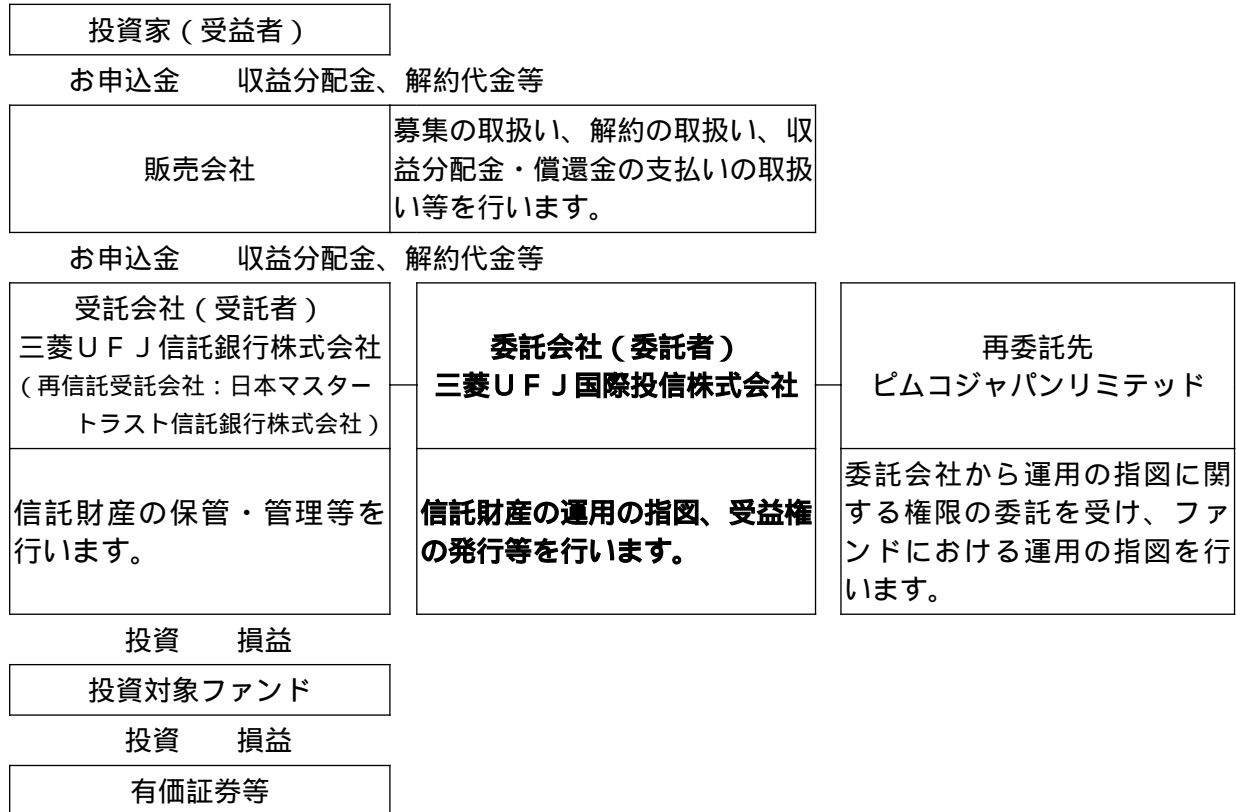 投資家(受益者)
お申込金 収益分配金、解約代金等
販売会社
募集の取扱い、解約の取扱い、収
益分配金・償還金の支払いの取扱
い等を行います。
お申込金 収益分配金、解約代金等
受託会社(受託者)
三菱UFJ信託銀行株式会社
(再信託受託会社:日本マスター
トラスト信託銀行株式会社)
委託会社(委託者)
三菱UFJ国際投信株式会社
再委託先
ピムコジャパンリミテッド
信託財産の保管・管理等を
行います。
信託財産の運用の指図、受益権
の発行等を行います。
委託会社から運用の指図に関
する権限の委託を受け、ファ
ンドにおける運用の指図を行
います。
投資 損益
投資対象ファンド
投資 損益
有価証券等